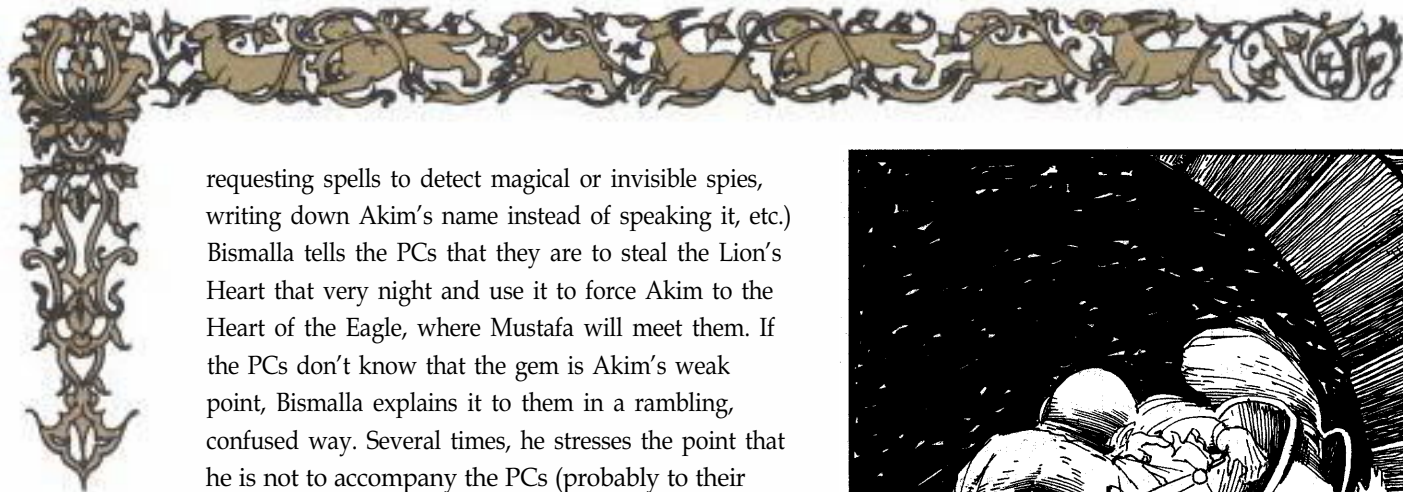 requesting spells to detect magical or invisible spies,
writing down Akim’s name instead of speaking it, etc.)
Bismalla tells the PCs that they are to steal the Lion’s
Heart that very night and use it to force Akim to the
Heart of the Eagle, where Mustafa will meet them. If
the PCs don’t know that the gem is Akim’s weak
point, Bismalla explains it to them in a rambling,
confused way. Several times, he stresses the point that
he is not to accompany the PCs (probably to their